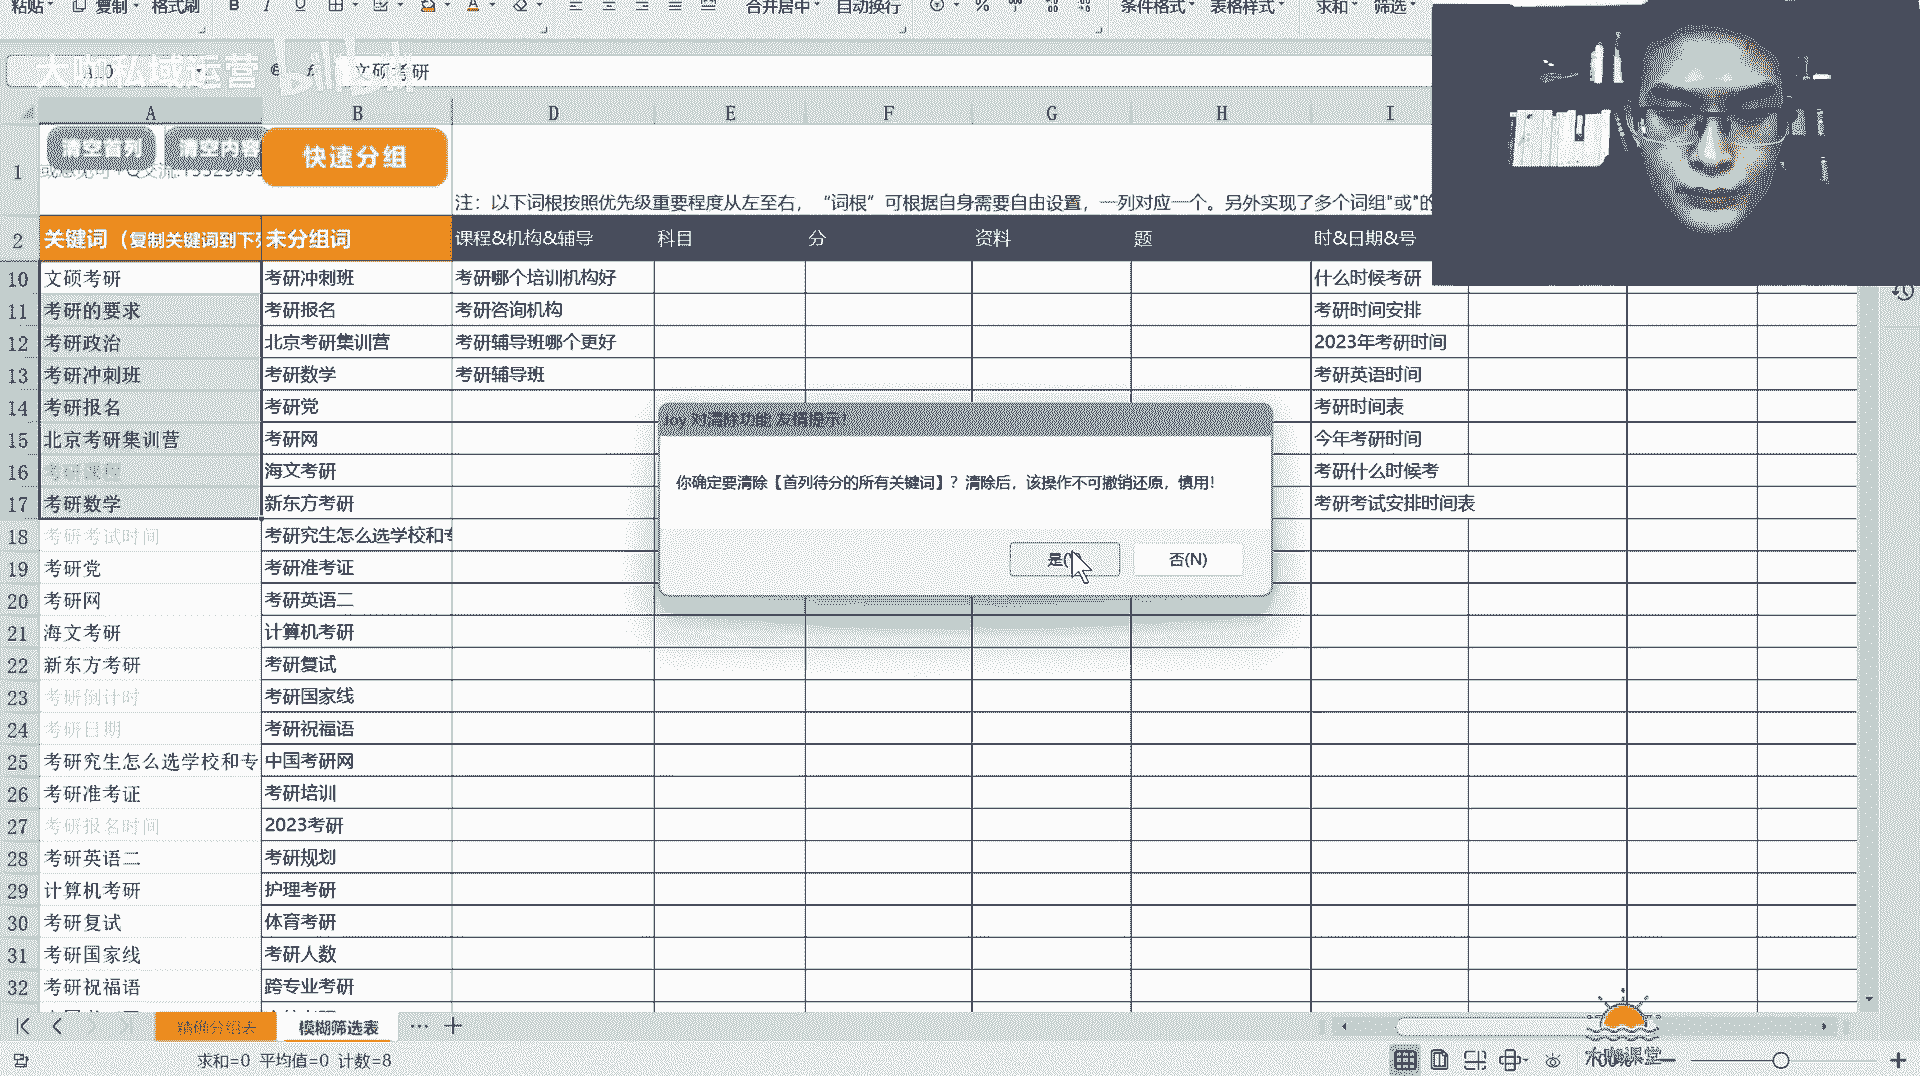 粘贴 复制 格式刷 B I U 合并居中 自动换行 % 条件格式 表格样式 求和 筛选
大咖私域运营 bilibili
文硕考研
A B D E F G H I
清空首列 清空内容 快速分组
1
注：以下词根按照优先级重要程度从左至右，“词根”可根据自身需要自由设置，一列对应一个。另外实现了多个词组"或"的
2 关键词（复制关键词到下列 未分组词 课程&机构&辅导 科目 分 资料 题 时&日期&号
10 文硕考研 考研冲刺班 考研哪个培训机构好 什么时候考研
11 考研的要求 考研报名 考研咨询机构 考研时间安排
12 考研政治 北京考研集训营 考研辅导班哪个更好 2023年考研时间
13 考研冲刺班 考研数学 考研辅导班 考研英语时间
14 考研报名 考研党 考研时间表
15 北京考研集训营 考研网 今年考研时间
16 考研课程 海文考研 考研什么时候考
17 考研数学 新东方考研 考研考试安排时间表
18 考研考试时间 考研究生怎么选学校和专
19 考研党 考研准考证
20 考研网 考研英语二
21 海文考研 计算机考研
22 新东方考研 考研复试
23 考研倒计时 考研国家线
24 考研日期 考研祝福语
25 考研究生怎么选学校和专 中国考研网
26 考研准考证 考研培训
27 考研报名时间 2023考研
28 考研英语二 考研规划
29 计算机考研 护理考研
30 考研复试 体育考研
31 考研国家线 考研人数
32 考研祝福语 跨专业考研
Joy 对清除功能 友情提示!
你确定要清除【首列待分的所有关键词】？清除后，该操作不可撤销还原，慎用!
是( 否(N)
精确分组表 模糊筛选表 ··· +
求和=0 平均值=0 计数=8
大咖课堂